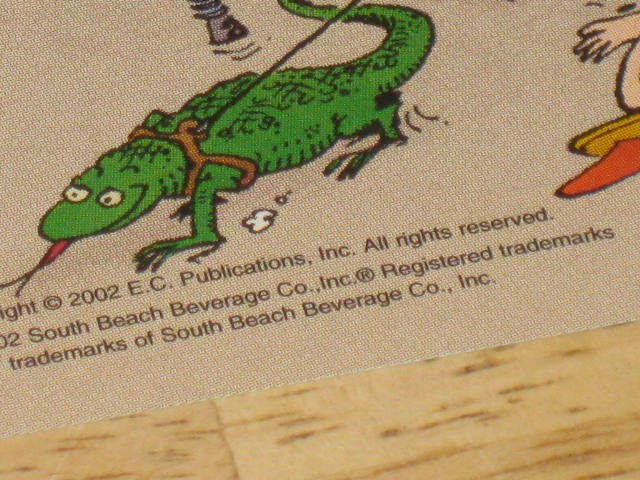 ight © 2002 E.C. Publications, Inc. All rights reserved.
02 South Beach Beverage Co.,Inc.® Registered trademarks
trademarks of South Beach Beverage Co., Inc.